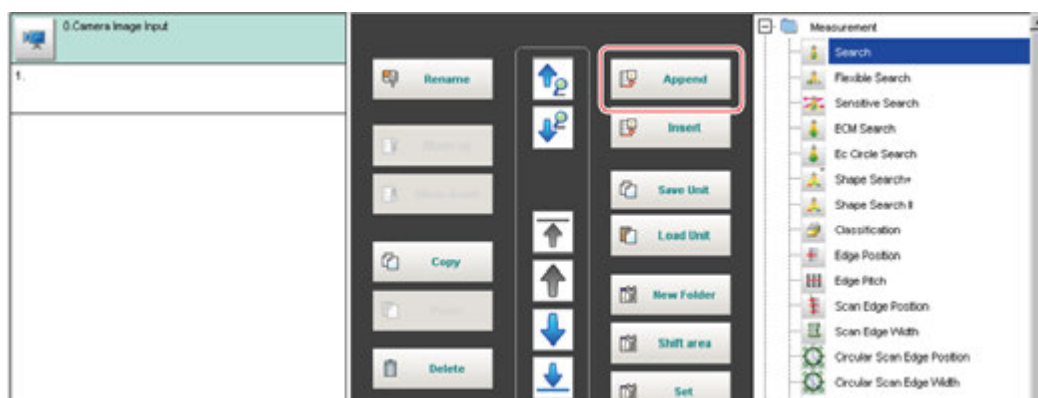 0.Camera Image Input
1.
Rename
Copy
Delete
Append
Insert
Save Unit
Load Unit
New Folder
Shift area
Set
Measurement
Search
Flexible Search
Sensitive Search
ECM Search
Ec Circle Search
Shape Search+
Shape Search II
Classification
Edge Position
Edge Pitch
Scan Edge Position
Scan Edge Width
Circular Scan Edge Position
Circular Scan Edge Width